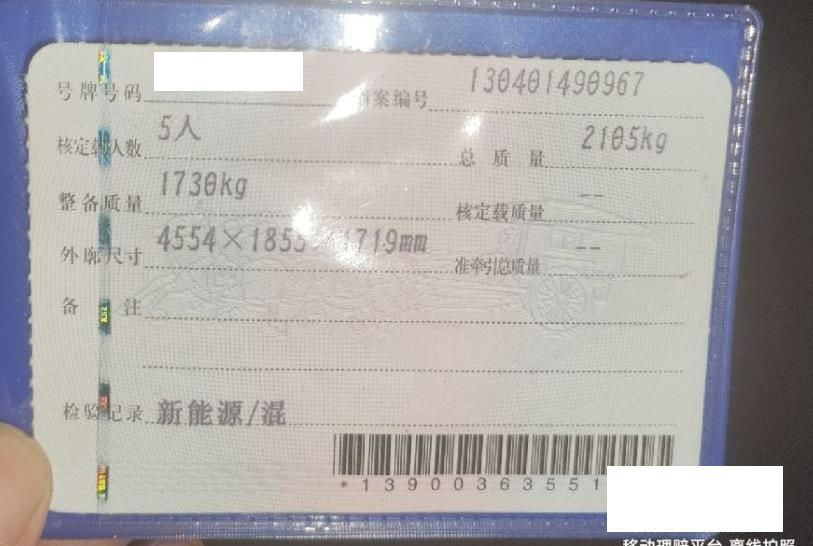 号牌号码 档案编号 130401490967
核定载人数 5人 总质量 2105kg
整备质量 1730kg 核定载质量 --
外廓尺寸 4554×1855×1719mm 准牵引总质量 --
备注
检验记录 新能源/混
*13900363551
移动理赔平台 离线拍照